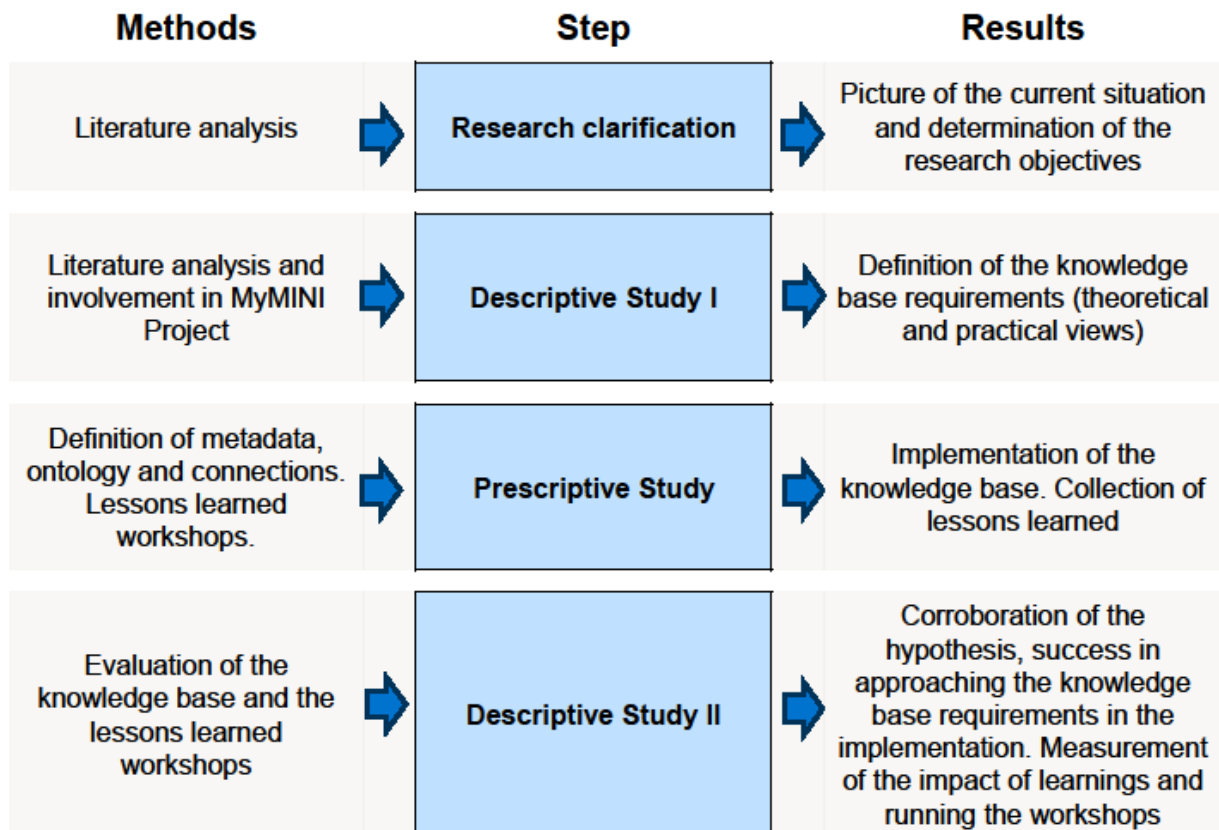 Methods
Step
Results
Literature analysis
Research clarification
Picture of the current situation
and determination of the
research objectives
Literature analysis and
involvement in MyMINI
Project
Descriptive Study I
Definition of the knowledge
base requirements (theoretical
and practical views)
Definition of metadata,
ontology and connections.
Lessons learned
workshops.
Prescriptive Study
Implementation of the
knowledge base. Collection of
lessons learned
Evaluation of the
knowledge base and the
lessons learned
workshops
Descriptive Study II
Corroboration of the
hypothesis, success in
approaching the knowledge
base requirements in the
implementation. Measurement
of the impact of learnings and
running the workshops